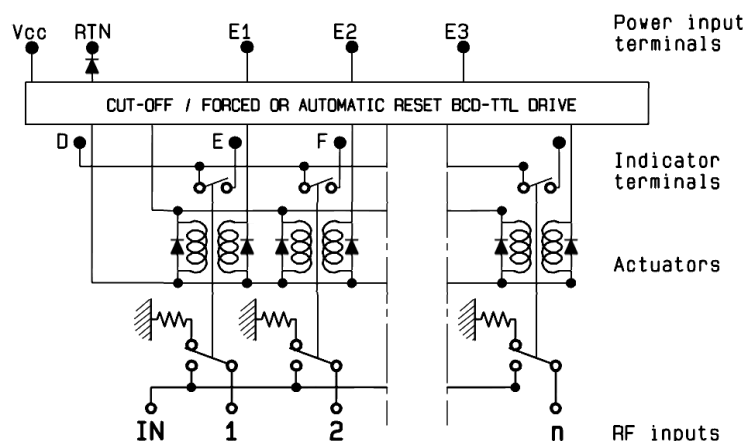 Vcc RTN E1 E2 E3 Power input
terminals
CUT-OFF / FORCED OR AUTOMATIC RESET BCD-TTL DRIVE
D E F Indicator
terminals
Actuators
IN 1 2 n RF inputs